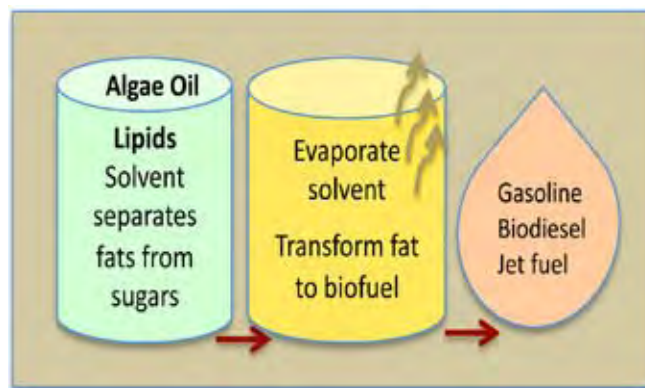 Algae Oil
Lipids
Solvent
separates
fats from
sugars
Evaporate
solvent
Transform fat
to biofuel
Gasoline
Biodiesel
Jet fuel